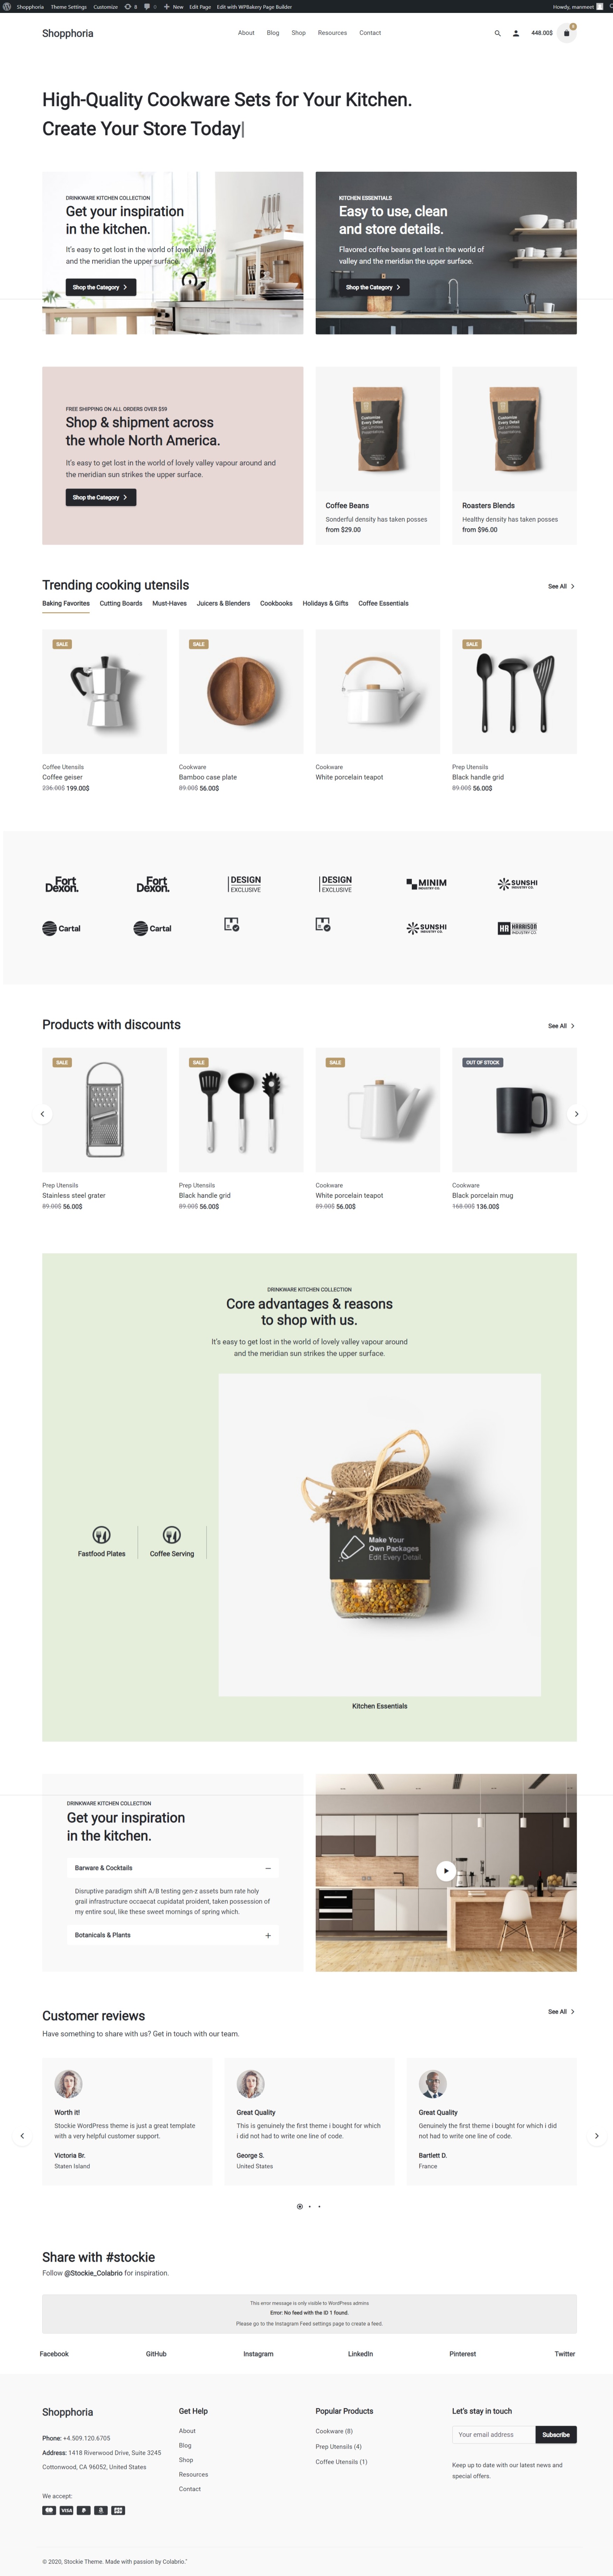 Shopphoria Theme Settings Customize 8 0 New Edit Page Edit with WPBakery Page Builder Howdy, manmeet
Shopphoria About Blog Shop Resources Contact 448.00$
High-Quality Cookware Sets for Your Kitchen.
Create Your Store Today|
DRINKWARE KITCHEN COLLECTION
Get your inspiration
in the kitchen.
It's easy to get lost in the world of lovely valley
and the meridian upper surface.
Shop the Category
KITCHEN ESSENTIALS
Easy to use, clean
and store details.
Flavored coffee beans get lost in the world of
valley and the meridian upper surface.
Shop the Category
FREE SHIPPING ON ALL ORDERS OVER $59
Shop & shipment across
the whole North America.
It's easy to get lost in the world of lovely valley vapour around and
the meridian sun strikes the upper surface.
Shop the Category
Customize
Every Detail
Coffee Beans
Sonderful density has taken posses
from $29.00
Customize
Every Detail
Roasters Blends
Healthy density has taken posses
from $96.00
Trending cooking utensils
See All
Baking Favorites Cutting Boards Must-Haves Juicers & Blenders Cookbooks Holidays & Gifts Coffee Essentials
SALE
Coffee Utensils
Coffee geiser
236.00$ 199.00$
SALE
Cookware
Bamboo case plate
89.00$ 56.00$
Cookware
White porcelain teapot
SALE
Prep Utensils
Black handle grid
89.00$ 56.00$
Fort
Dexon.
Fort
Dexon.
DESIGN
EXCLUSIVE
DESIGN
EXCLUSIVE
MINIM
INDUSTRY CO.
SUNSHI
INDUSTRY CO.
Cartal
Cartal
SUNSHI
INDUSTRY CO.
HA HARRISON
INDUSTRY CO.
Products with discounts
See All
SALE
Prep Utensils
Stainless steel grater
89.00$ 56.00$
SALE
Prep Utensils
Black handle grid
89.00$ 56.00$
SALE
Cookware
White porcelain teapot
89.00$ 56.00$
OUT OF STOCK
Cookware
Black porcelain mug
168.00$ 136.00$
DRINKWARE KITCHEN COLLECTION
Core advantages & reasons
to shop with us.
It's easy to get lost in the world of lovely valley vapour around
and the meridian sun strikes the upper surface.
Fastfood Plates
Coffee Serving
Make Your
Own Packages
Edit Every Detail
Kitchen Essentials
DRINKWARE KITCHEN COLLECTION
Get your inspiration
in the kitchen.
Barware & Cocktails
Disruptive paradigm shift A/B testing gen-z assets burn rate holy
grail infrastructure occaecat cupidatat proident, taken possession of
my entire soul, like these sweet mornings of spring which.
Botanicals & Plants
Customer reviews
See All
Have something to share with us? Get in touch with our team.
Worth it!
Stockie WordPress theme is just a great template
with a very helpful customer support.
Victoria Br.
Staten Island
Great Quality
This is genuinely the first theme i bought for which
i did not had to write one line of code.
George S.
United States
Great Quality
Genuinely the first theme i bought for which i did
not had to write one line of code.
Bartlett D.
France
Share with #stockie
Follow @Stockie_Colabrio for inspiration.
This error message is only visible to WordPress admins
Error: No feed with the ID 1 found.
Please go to the Instagram Feed settings page to create a feed.
Facebook GitHub Instagram LinkedIn Pinterest Twitter
Shopphoria
Phone: +4.509.120.6705
Address: 1418 Riverwood Drive, Suite 3245
Cottonwood, CA 96052, United States
We accept:
VISA
Get Help
About
Blog
Shop
Resources
Contact
Popular Products
Cookware (8)
Prep Utensils (4)
Coffee Utensils (1)
Let's stay in touch
Your email address Subscribe
Keep up to date with our latest news and
special offers.
© 2020, Stockie Theme. Made with passion by Colabrio."